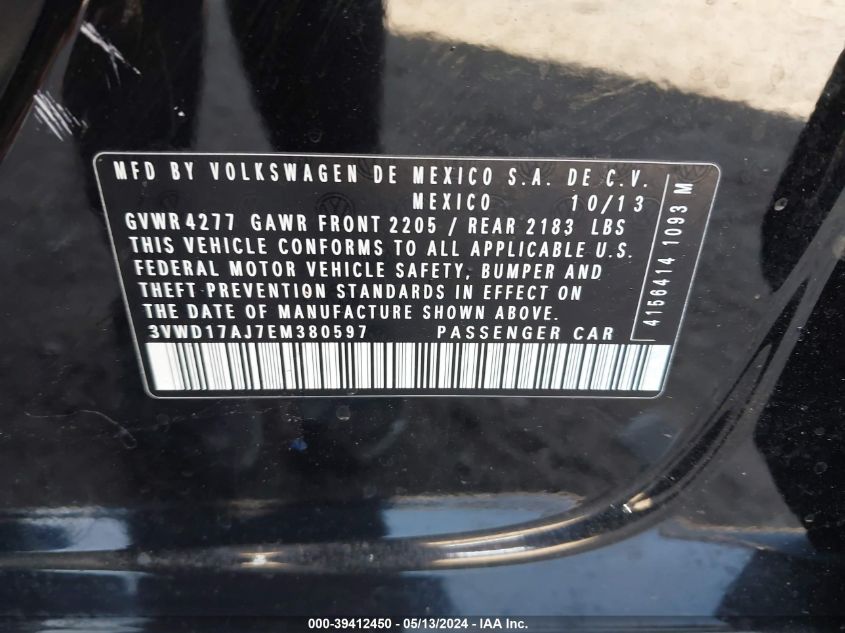 MFD BY VOLKSWAGEN DE MEXICO S.A. DE C.V.
MEXICO 10/13
GVWR 4277 GAWR FRONT 2205 / REAR 2183 LBS
THIS VEHICLE CONFORMS TO ALL APPLICABLE U.S.
FEDERAL MOTOR VEHICLE SAFETY, BUMPER AND
THEFT PREVENTION STANDARDS IN EFFECT ON
THE DATE OF MANUFACTURE SHOWN ABOVE.
3VWD17AJ7EM380597 PASSENGER CAR
4156414 1093 M
000-39412450 - 05/13/2024 - IAA Inc.